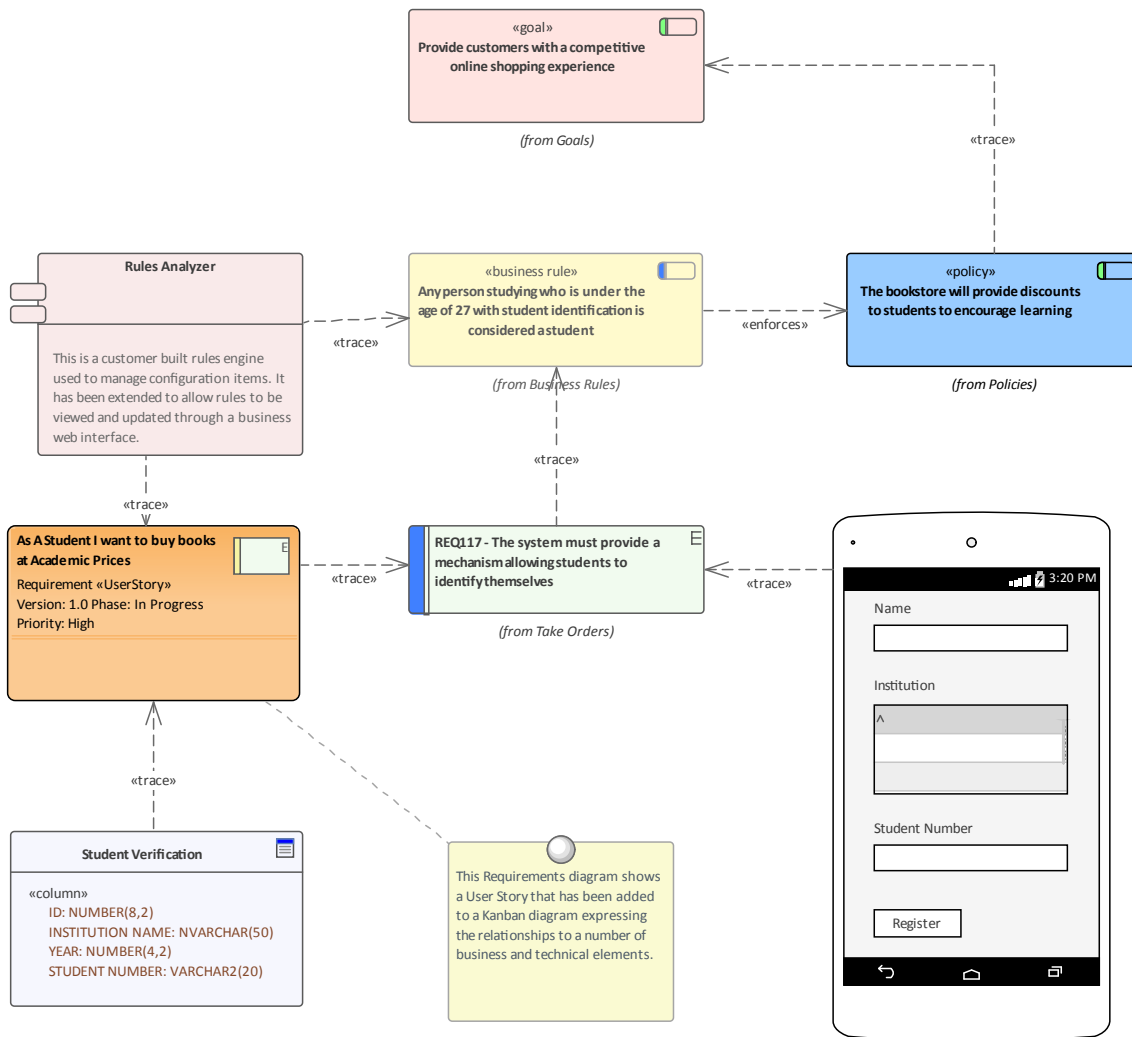 «goal»
Provide customers with a competitive
online shopping experience
(from Goals)
«trace»
Rules Analyzer
This is a customer built rules engine
used to manage configuration items. It
has been extended to allow rules to be
viewed and updated through a business
web interface.
«trace»
«business rule»
Any person studying who is under the
age of 27 with student identification is
considered a student
(from Business Rules)
«enforces»
«policy»
The bookstore will provide discounts
to students to encourage learning
(from Policies)
«trace»
«trace»
As A Student I want to buy books
at Academic Prices
Requirement «UserStory»
Version: 1.0 Phase: In Progress
Priority: High
E
«trace»
REQ117 - The system must provide a
mechanism allowing students to
identify themselves
E
(from Take Orders)
«trace»
3:20 PM
Name
Institution
^
Student Number
Register
«trace»
Student Verification
«column»
ID: NUMBER(8,2)
INSTITUTION NAME: NVARCHAR(50)
YEAR: NUMBER(4,2)
STUDENT NUMBER: VARCHAR2(20)
This Requirements diagram shows
a User Story that has been added
to a Kanban diagram expressing
the relationships to a number of
business and technical elements.